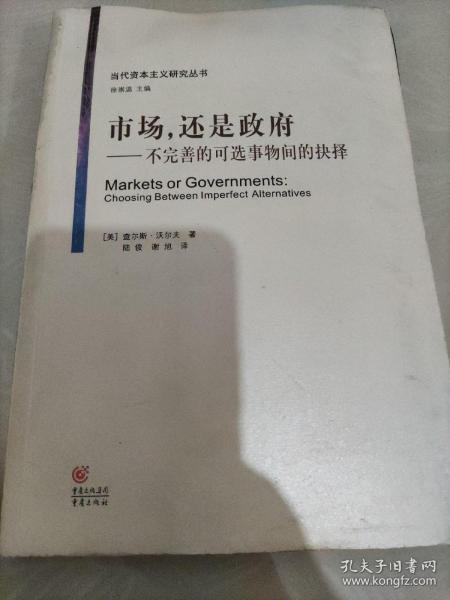 当代资本主义研究丛书
徐崇温 主编
市场,还是政府
——不完善的可选事物间的抉择
Markets or Governments:
Choosing Between Imperfect Alternatives
[美] 查尔斯·沃尔夫 著
陆俊 谢旭 译
重庆出版集团
重庆出版社
孔夫子旧书网
www.kongfz.com